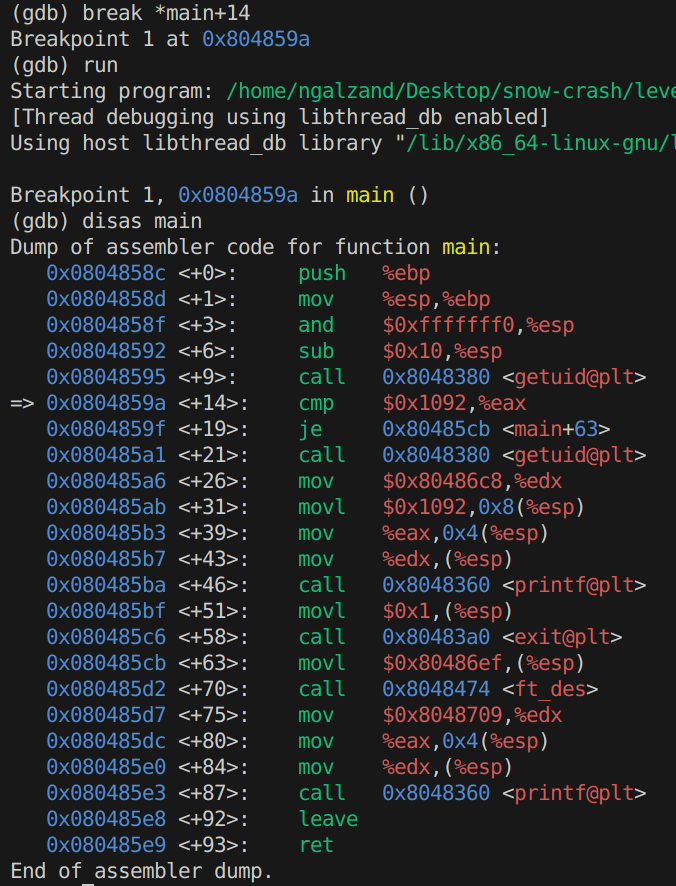 (gdb) break *main+14
Breakpoint 1 at 0x804859a
(gdb) run
Starting program: /home/ngalzand/Desktop/snow-crash/leve
[Thread debugging using libthread_db enabled]
Using host libthread_db library "/lib/x86_64-linux-gnu/l
Breakpoint 1, 0x0804859a in main ()
(gdb) disas main
Dump of assembler code for function main:
   0x0804858c <+0>:     push   %ebp
   0x0804858d <+1>:     mov    %esp,%ebp
   0x0804858f <+3>:     and    $0xfffffff0,%esp
   0x08048592 <+6>:     sub    $0x10,%esp
   0x08048595 <+9>:     call   0x8048380 <getuid@plt>
=> 0x0804859a <+14>:    cmp    $0x1092,%eax
   0x0804859f <+19>:    je     0x80485cb <main+63>
   0x080485a1 <+21>:    call   0x8048380 <getuid@plt>
   0x080485a6 <+26>:    mov    $0x80486c8,%edx
   0x080485ab <+31>:    movl   $0x1092,0x8(%esp)
   0x080485b3 <+39>:    mov    %eax,0x4(%esp)
   0x080485b7 <+43>:    mov    %edx,(%esp)
   0x080485ba <+46>:    call   0x8048360 <printf@plt>
   0x080485bf <+51>:    movl   $0x1,(%esp)
   0x080485c6 <+58>:    call   0x80483a0 <exit@plt>
   0x080485cb <+63>:    movl   $0x80486ef,(%esp)
   0x080485d2 <+70>:    call   0x8048474 <ft_des>
   0x080485d7 <+75>:    mov    $0x8048709,%edx
   0x080485dc <+80>:    mov    %eax,0x4(%esp)
   0x080485e0 <+84>:    mov    %edx,(%esp)
   0x080485e3 <+87>:    call   0x8048360 <printf@plt>
   0x080485e8 <+92>:    leave
   0x080485e9 <+93>:    ret
End of assembler dump.